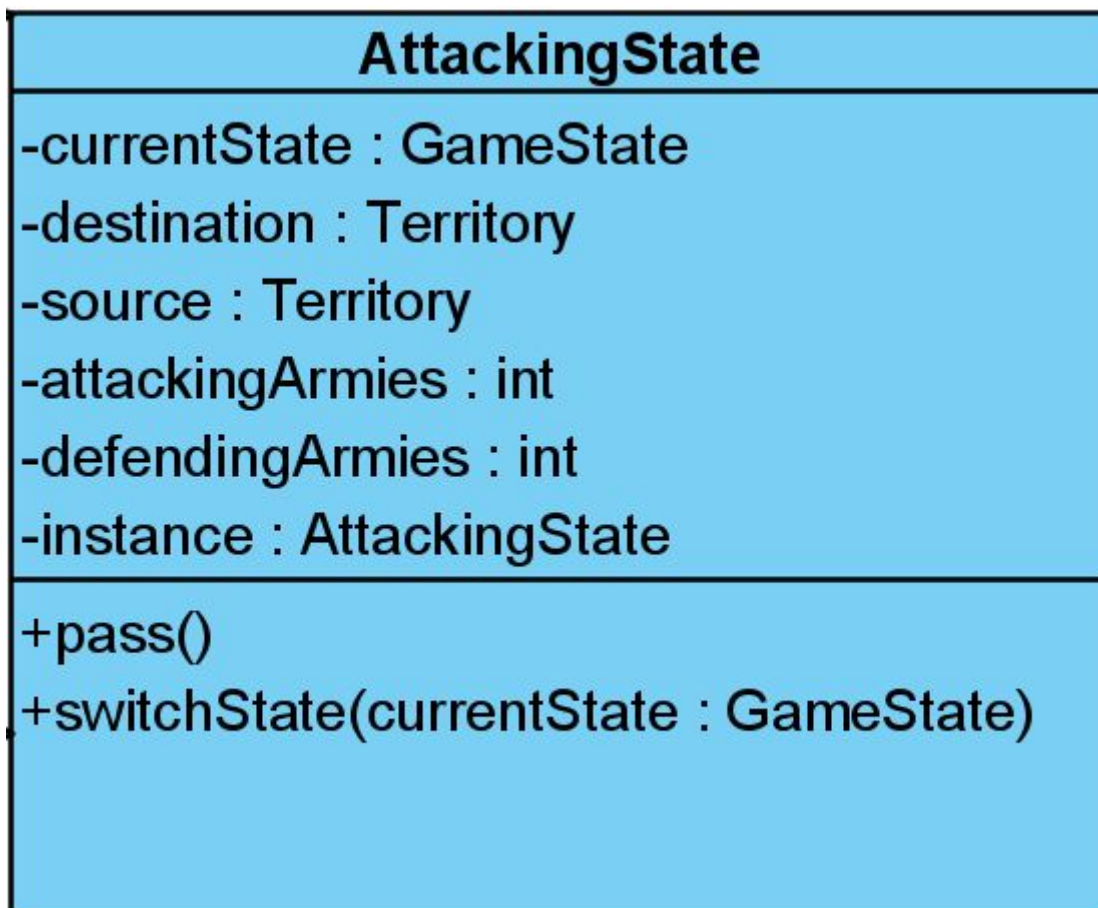 AttackingState
-currentState : GameState
-destination : Territory
-source : Territory
-attackingArmies : int
-defendingArmies : int
-instance : AttackingState
+pass()
+switchState(currentState : GameState)